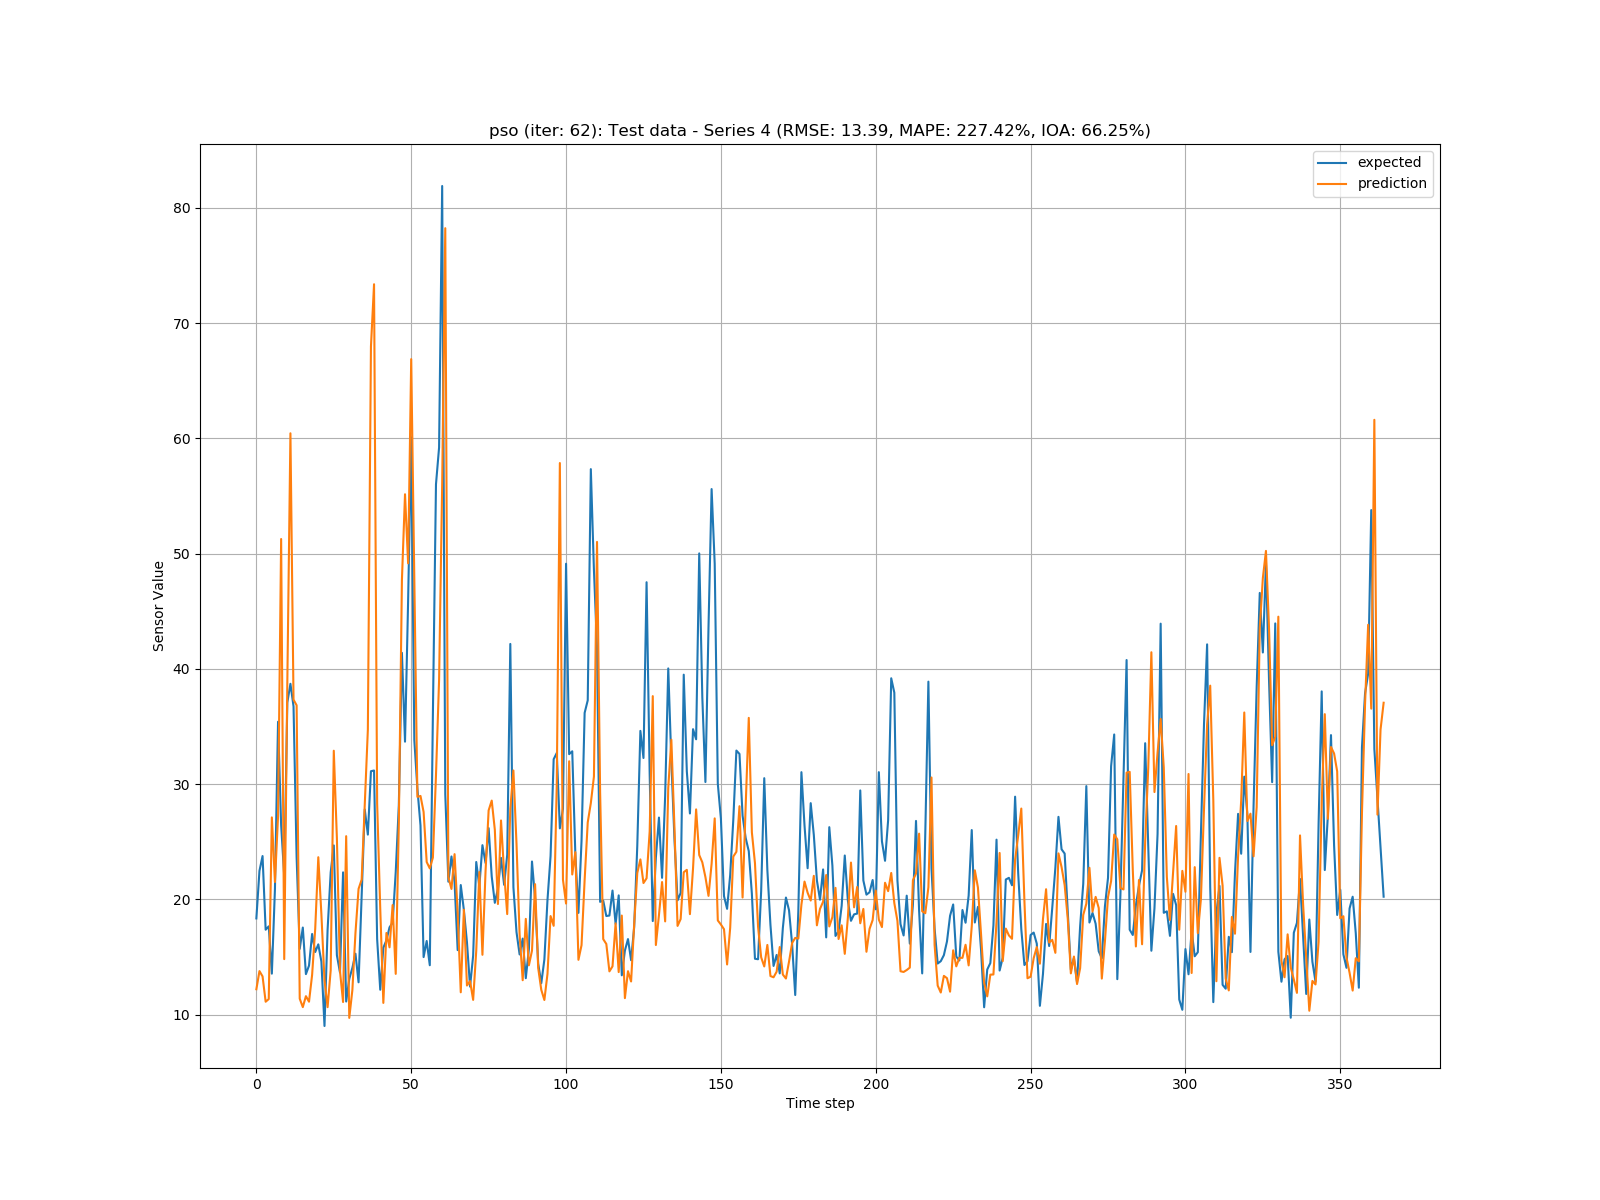 pso (iter: 62): Test data - Series 4 (RMSE: 13.39, MAPE: 227.42%, IOA: 66.25%)
expected
prediction
80
70
60
50
40
30
20
10
Sensor Value
0 50 100 150 200 250 300 350
Time step